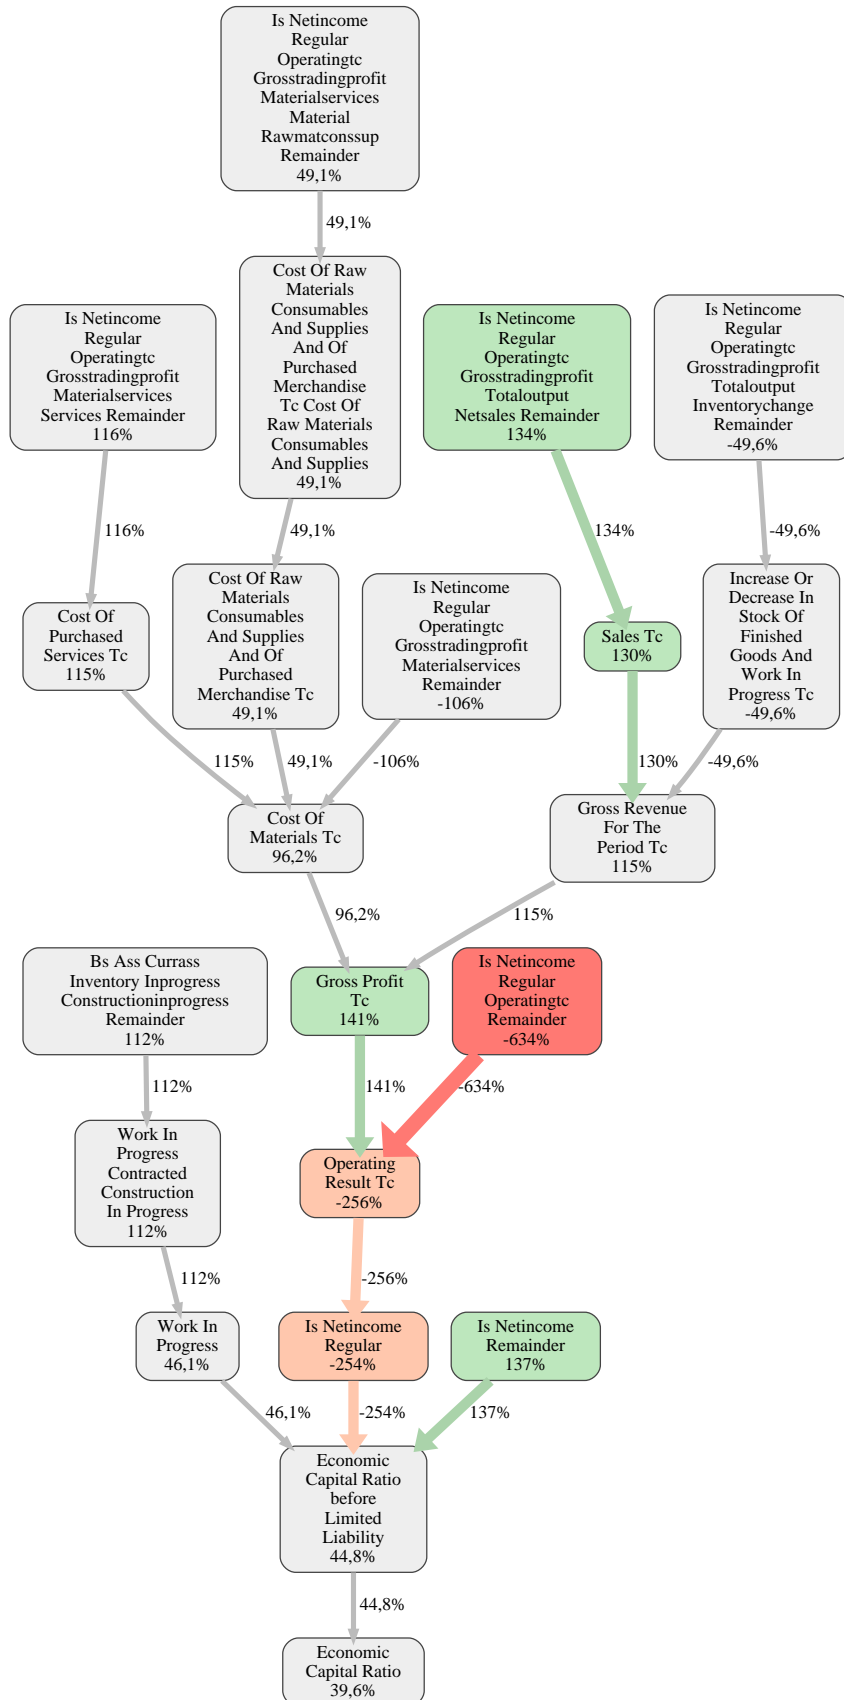 Is Netincome
Regular
Operatingtc
Grosstradingprofit
Materialservices
Material
Rawmatconssup
Remainder
49,1%
49,1%
Cost Of Raw
Materials
Consumables
And Supplies
And Of
Purchased
Merchandise
Tc Cost Of
Raw Materials
Consumables
And Supplies
49,1%
Is Netincome
Regular
Operatingtc
Grosstradingprofit
Materialservices
Services Remainder
116%
Is Netincome
Regular
Operatingtc
Grosstradingprofit
Totaloutput
Netsales Remainder
134%
Is Netincome
Regular
Operatingtc
Grosstradingprofit
Totaloutput
Inventorychange
Remainder
-49,6%
116%
49,1%
134%
-49,6%
Cost Of
Purchased
Services Tc
115%
Cost Of Raw
Materials
Consumables
And Supplies
And Of
Purchased
Merchandise Tc
49,1%
Is Netincome
Regular
Operatingtc
Grosstradingprofit
Materialservices
Remainder
-106%
Sales Tc
130%
Increase Or
Decrease In
Stock Of
Finished
Goods And
Work In
Progress Tc
-49,6%
115%
49,1%
-106%
130%
-49,6%
Cost Of
Materials Tc
96,2%
Gross Revenue
For The
Period Tc
115%
96,2%
115%
Bs Ass Currass
Inventory Inprogress
Constructioninprogress
Remainder
112%
Gross Profit
Tc
141%
Is Netincome
Regular
Operatingtc
Remainder
-634%
112%
141%
-634%
Work In
Progress
Contracted
Construction
In Progress
112%
Operating
Result Tc
-256%
112%
-256%
Work In
Progress
46,1%
Is Netincome
Regular
-254%
Is Netincome
Remainder
137%
46,1%
-254%
137%
Economic
Capital Ratio
before
Limited
Liability
44,8%
44,8%
Economic
Capital Ratio
39,6%